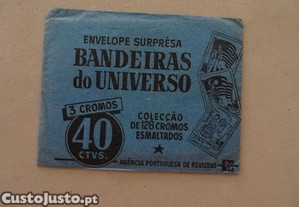 ENVELOPE SURPRÊSA
BANDEIRAS
do UNIVERSO
3 CROMOS
40
CTVS.
COLECÇÃO
DE 128 CROMOS
ESMALTADOS
AGÊNCIA PORTUGUESA DE REVISTAS
CustoJusto.pt